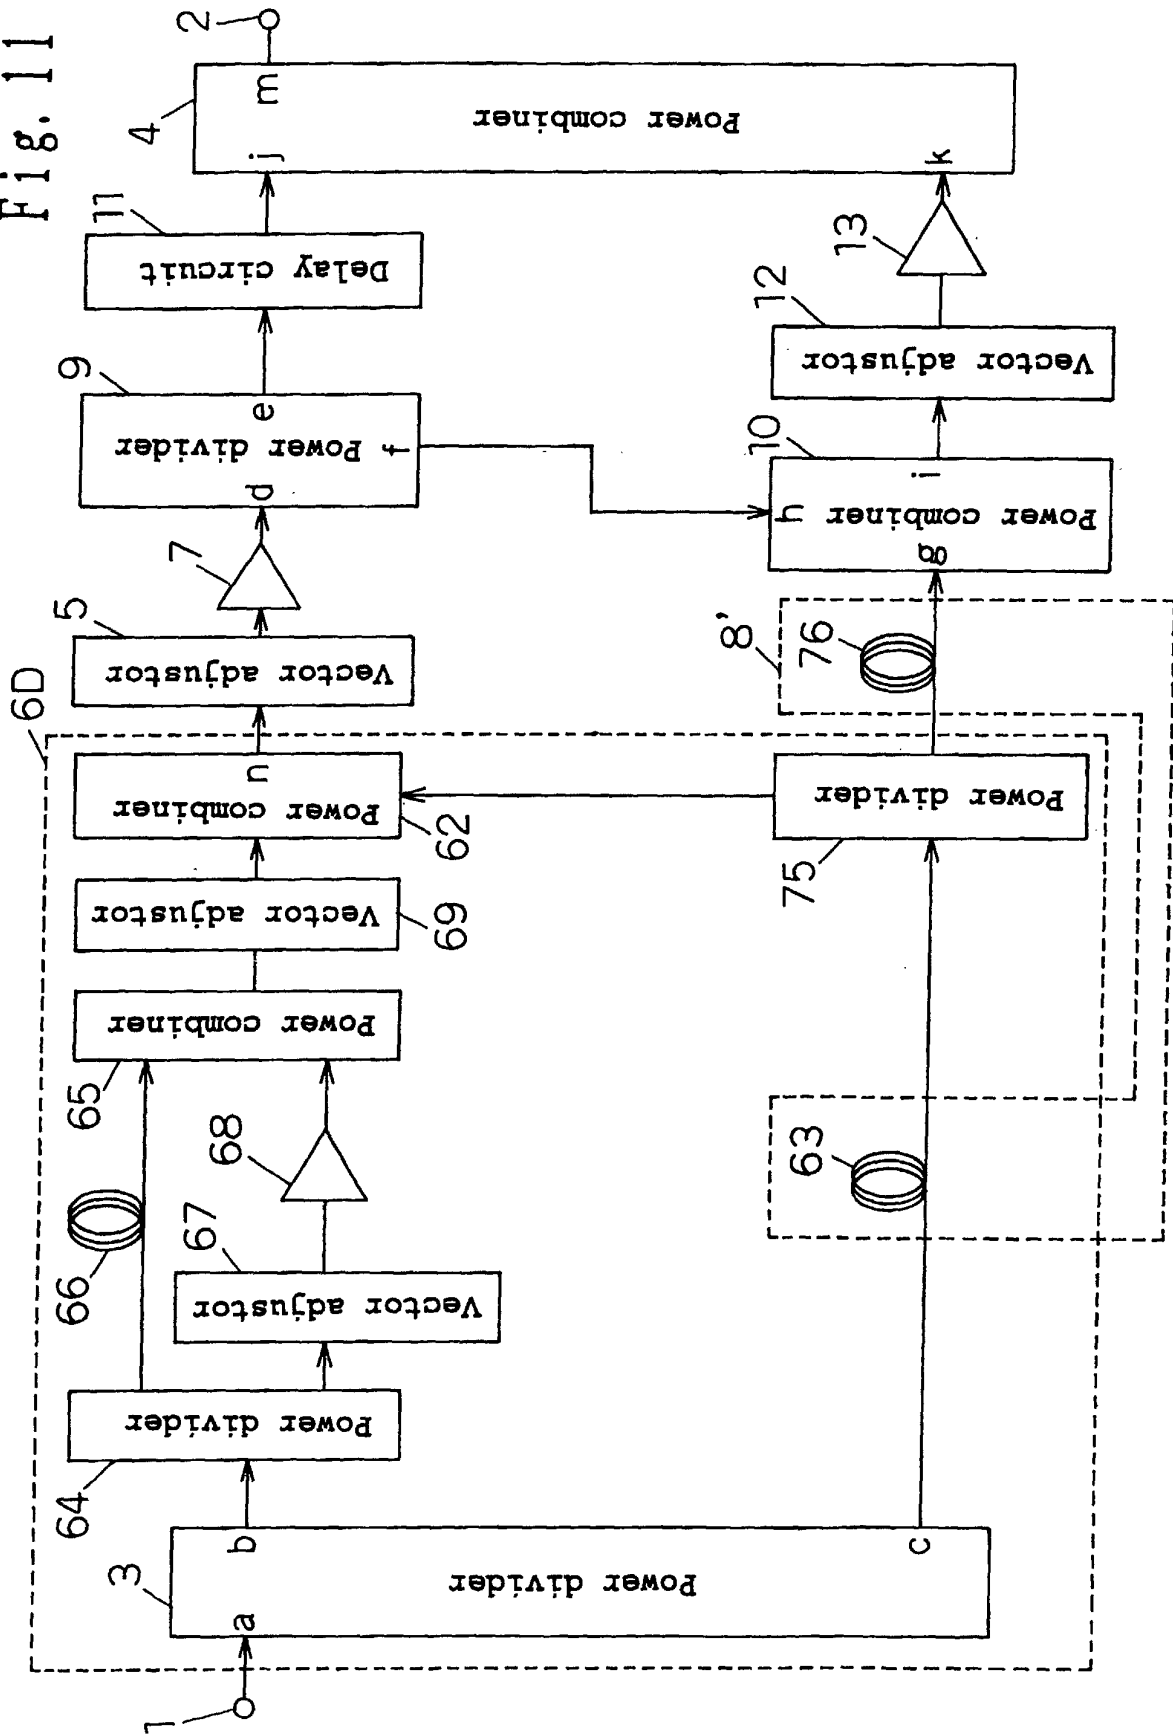 Fig. 11
1
a
3
Power divider
b
c
64
Power divider
66
67
Vector adjustor
68
65
Power combiner
69
Vector adjustor
62
Power combiner
n
6D
63
75
Power divider
8'
76
5
Vector adjustor
7
9
d
Power divider
e
f
10
g
h
Power combiner
i
11
Delay circuit
12
Vector adjustor
13
4
j
k
Power combiner
m
2